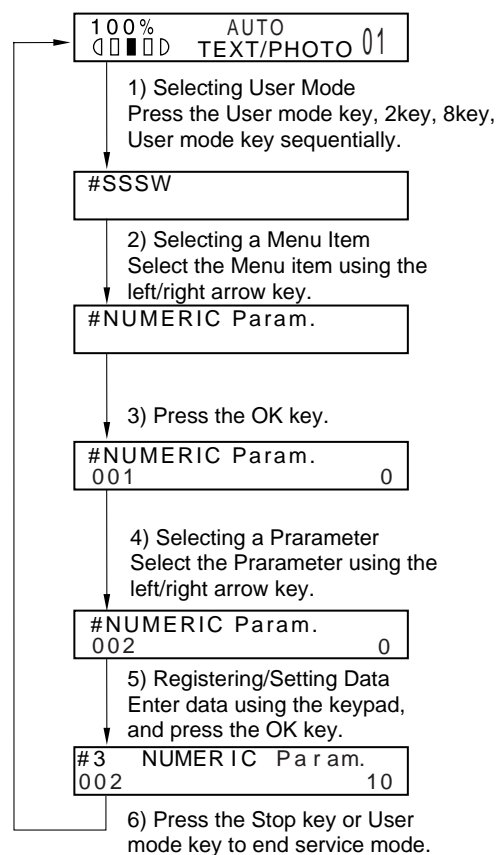 100% AUTO
TEXT/PHOTO 01
1) Selecting User Mode
Press the User mode key, 2key, 8key,
User mode key sequentially.
#SSSW
2) Selecting a Menu Item
Select the Menu item using the
left/right arrow key.
#NUMERIC Param.
3) Press the OK key.
#NUMERIC Param.
001 0
4) Selecting a Prarameter
Select the Prarameter using the
left/right arrow key.
#NUMERIC Param.
002 0
5) Registering/Setting Data
Enter data using the keypad,
and press the OK key.
#3 NUMERIC Param.
002 10
6) Press the Stop key or User
mode key to end service mode.